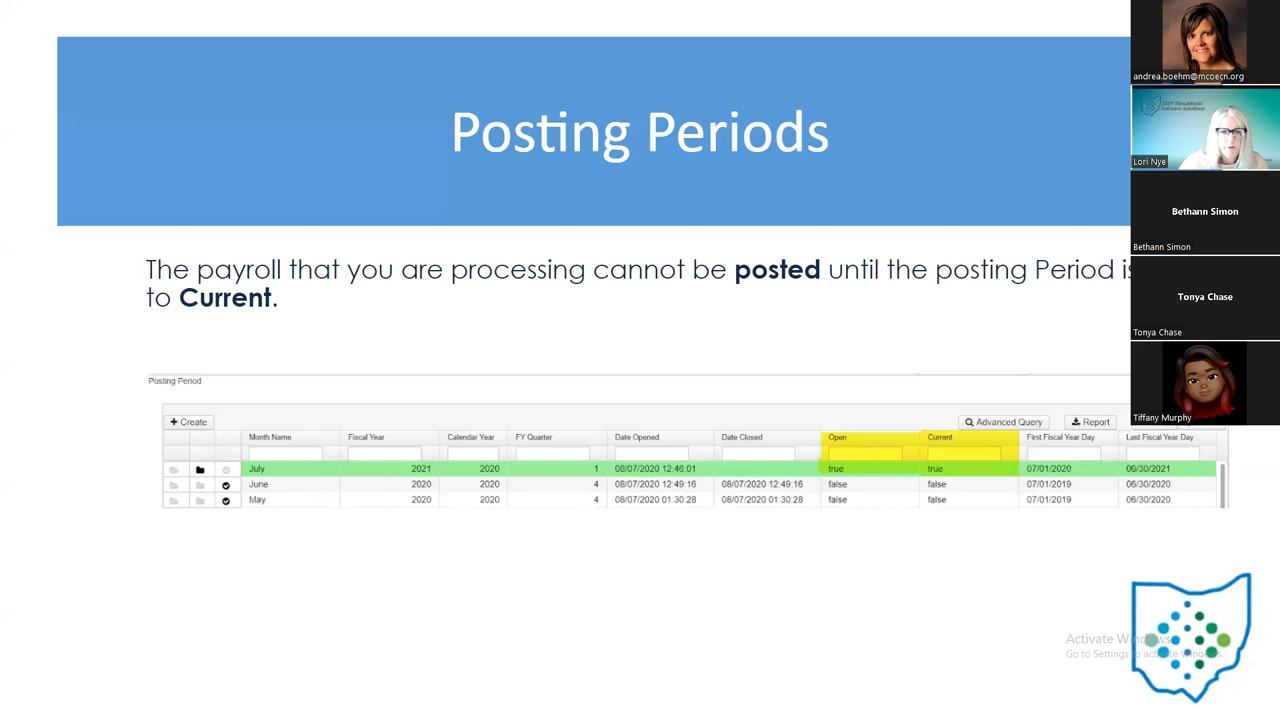 Posting Periods
The payroll that you are processing cannot be posted until the posting Period is
to Current.
Posting Period
+ Create
Advanced Query
Report
Month Name Fiscal Year Calendar Year FY Quarter Date Opened Date Closed Open Current First Fiscal Year Day Last Fiscal Year Day
July 2021 2020 1 08/07/2020 12:46:01 true true 07/01/2020 06/30/2021
June 2020 2020 4 08/07/2020 12:49:16 08/07/2020 12:49:16 false false 07/01/2019 06/30/2020
May 2020 2020 4 08/07/2020 01:30:28 08/07/2020 01:30:28 false false 07/01/2019 06/30/2020
andrea.boehm@mcoecn.org
Educational
Software Solutions
Lori Nye
Bethann Simon
Bethann Simon
Tonya Chase
Tonya Chase
Tiffany Murphy
Activate Windows
Go to Settings to activate Windows.